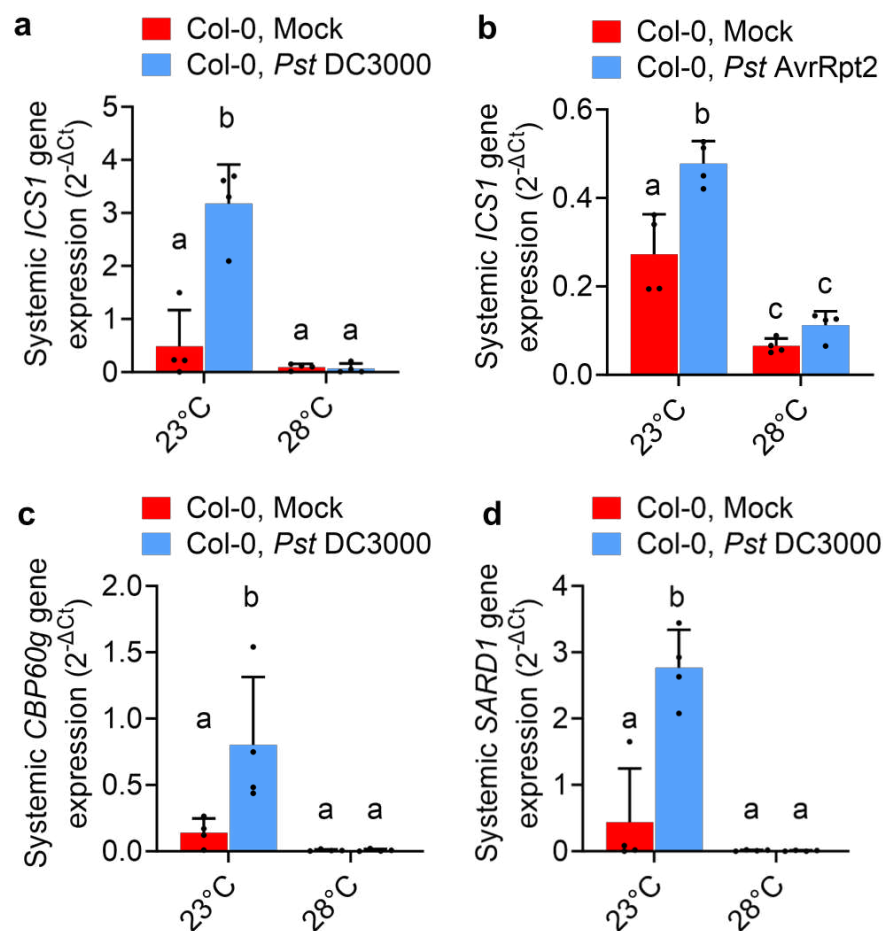 a
Col-0, Mock
Col-0, Pst DC3000
Systemic ICS1 gene
expression (2-ΔCt)
5
4
3
2
1
0
a
b
a
a
23°C
28°C
b
Col-0, Mock
Col-0, Pst AvrRpt2
Systemic ICS1 gene
expression (2-ΔCt)
0.6
0.4
0.2
0.0
a
b
c
c
23°C
28°C
c
Col-0, Mock
Col-0, Pst DC3000
Systemic CBP60g gene
expression (2-ΔCt)
2.0
1.5
1.0
0.5
0.0
a
b
a
a
23°C
28°C
d
Col-0, Mock
Col-0, Pst DC3000
Systemic SARD1 gene
expression (2-ΔCt)
4
3
2
1
0
a
b
a
a
23°C
28°C